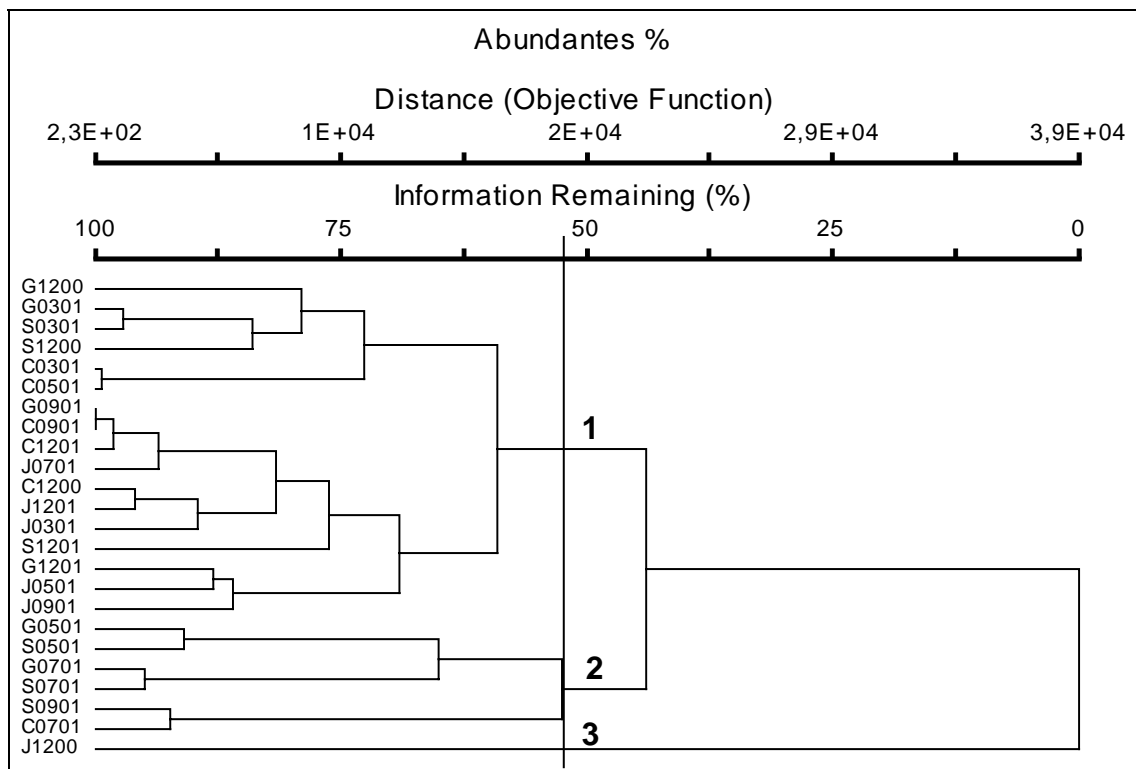 Abundantes %
Distance (Objective Function)
2,3E+02 1E+04 2E+04 2,9E+04 3,9E+04
Information Remaining (%)
100 75 50 25 0
G1200
G0301
S0301
S1200
C0301
C0501
G0901
C0901
1
C1201
J0701
C1200
J1201
J0301
S1201
G1201
J0501
J0901
G0501
S0501
G0701
2
S0701
S0901
C0701
3
J1200